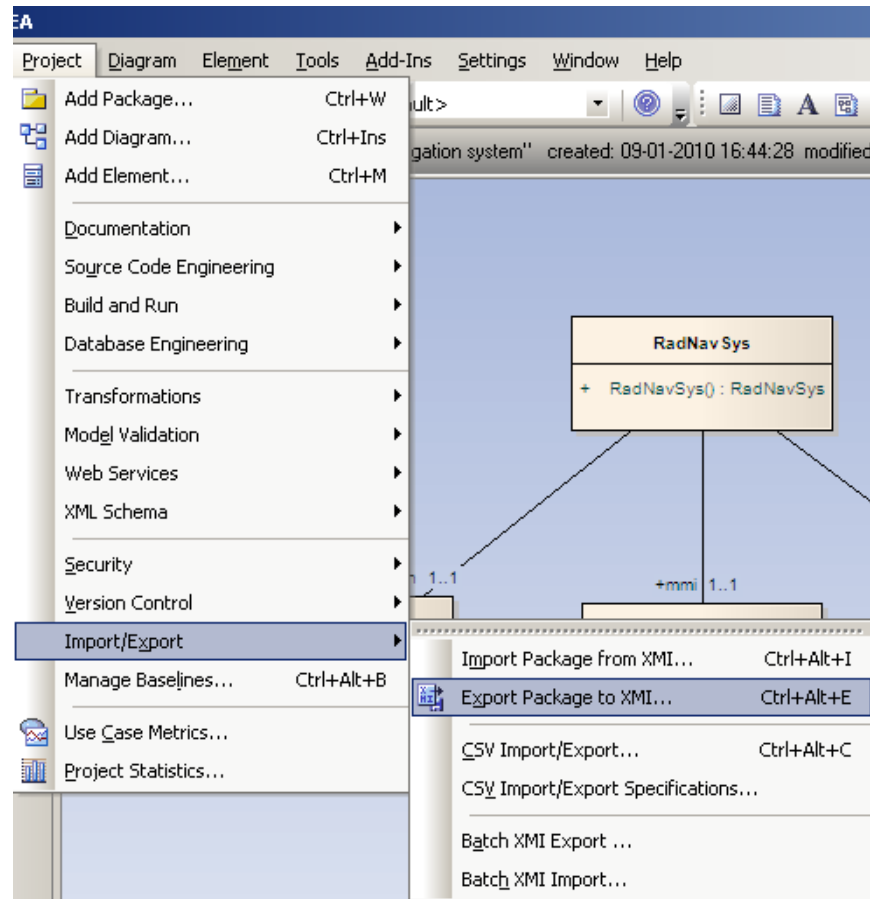 EA
Project Diagram Element Tools Add-Ins Settings Window Help
Add Package... Ctrl+W
ult>
A
Add Diagram... Ctrl+Ins
gation system" created: 09-01-2010 16:44:28 modified
Add Element... Ctrl+M
Documentation
Source Code Engineering
Build and Run
Database Engineering
Transformations
Model Validation
Web Services
XML Schema
Security
Version Control
Import/Export
Manage Baselines... Ctrl+Alt+B
Use Case Metrics...
Project Statistics...
RadNavSys
+ RadNavSys() : RadNavSys
1..1
+mmi 1..1
Import Package from XMI... Ctrl+Alt+I
Export Package to XMI... Ctrl+Alt+E
CSV Import/Export... Ctrl+Alt+C
CSV Import/Export Specifications...
Batch XMI Export ...
Batch XMI Import...